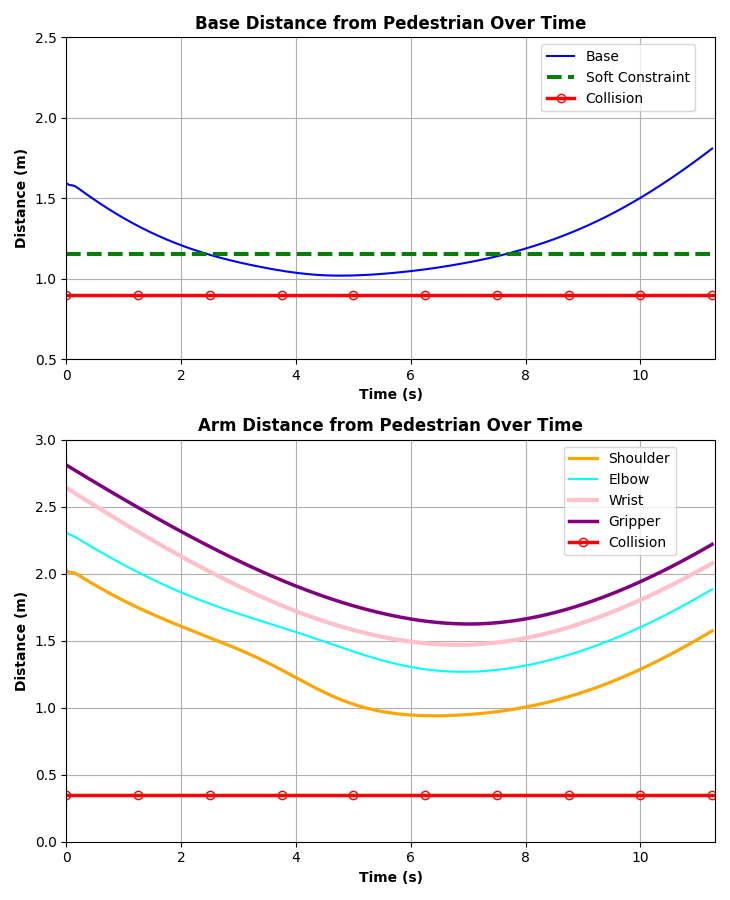 Base Distance from Pedestrian Over Time
2.5
2.0
1.5
1.0
0.5
Distance (m)
Base
Soft Constraint
Collision
0 2 4 6 8 10
Time (s)
Arm Distance from Pedestrian Over Time
3.0
2.5
2.0
1.5
1.0
0.5
0.0
Distance (m)
Shoulder
Elbow
Wrist
Gripper
Collision
0 2 4 6 8 10
Time (s)